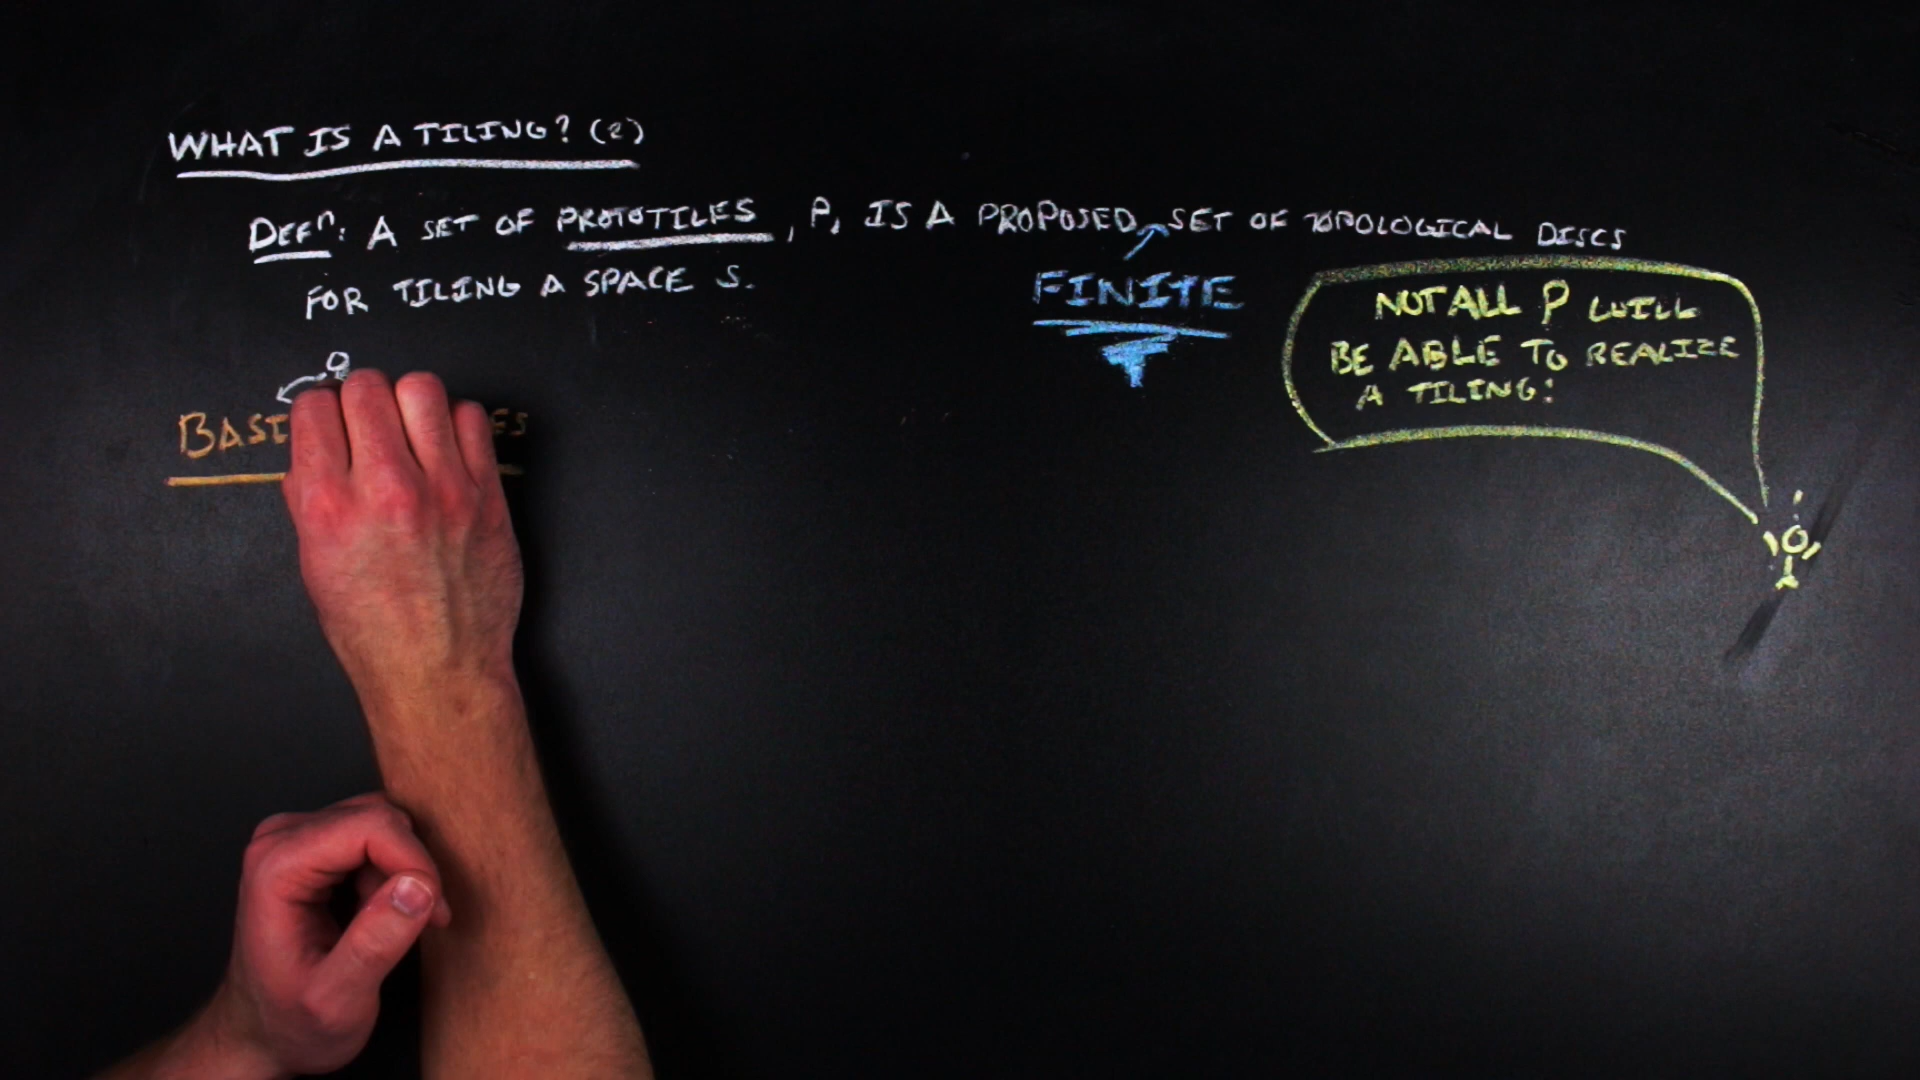 WHAT IS A TILING? (2)
DEFⁿ: A SET OF PROTOTILES, P, IS A PROPOSED SET OF TOPOLOGICAL DISCS
FOR TILING A SPACE S.
FINITE
NOT ALL P WILL
BE ABLE TO REALIZE
A TILING!